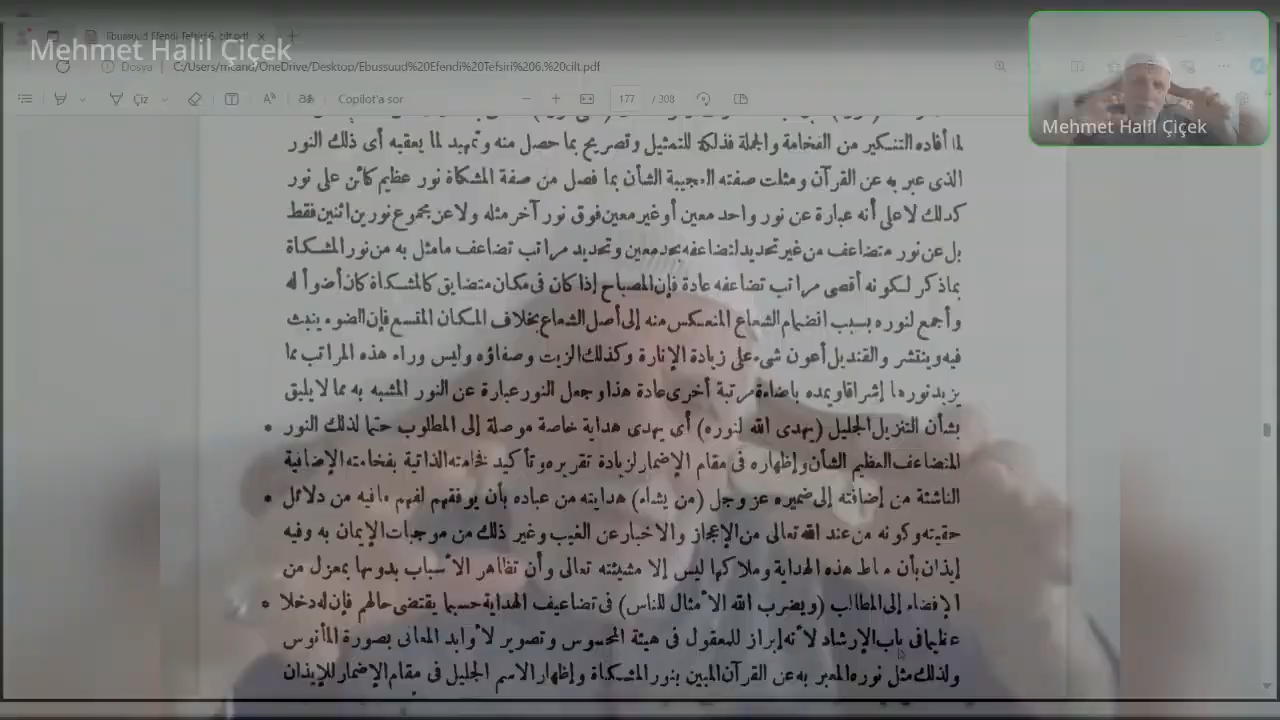 Ebussuud Efendi Tefsiri 6. cilt.pdf
Mehmet Halil Çiçek
Dosya
C:/Users/mcand/OneDrive/Desktop/Ebussuud%20Efendi%20Tefsiri%206.%20cilt.pdf
Çiz
Copilot'a sor
177 / 308
Mehmet Halil Çiçek
لما أفاده التنكير من الفخامة والجملة فذلكة للتمثيل وتصريح بما حصل منه وتمهيد لما يعقبه أى ذلك النور
الذى عبر به عن القرآن ومثلت صفته العجيبة الشأن بما فصل من صفة المشكاة نور عظيم كائن على نور
كذلك لا على أنه عبارة عن نور واحد معين أو غير معين فوق نور آخر مثله ولا عن مجموع نورين اثنين فقط
بل عن نور متضاعف من غير تحديد لتضاعفه بحد معين وتحديد مراتب تضاعف ما مثل به من نور المشكاة
بما ذكر لكونه أقصى مراتب تضاعفه عادة فإن المصباح إذا كان فى مكان متضايق كالمشكاة كان أضوأ له
وأجمع لنوره بسبب انضمام الشعاع المنعكس منه إلى أصل الشعاع بخلاف المكان المتسع فإن الضوء ينبث
فيه وينتشر والقنديل أعون شىء على زيادة الإنارة وكذلك الزيت وصفاؤه وليس وراء هذه المراتب مما
يزيد نورها إشراقا ويمده باضاءة مرتبة أخرى عادة هذا وجعل النور عبارة عن النور المشبه به مما لا يليق
بشأن التنزيل الجليل (يهدى الله لنوره) أى يهدى هداية خاصة موصلة إلى المطلوب حتما لذلك النور
المتضاعف العظيم الشأن وإظهاره فى مقام الإضمار لزيادة تقريره وتأكيد فخامته الذاتية بفخامته الإضافية
الناشئة من إضافته إلى ضميره عز وجل (من يشاء) هدايته من عباده بأن يوفقهم لفهم ما فيه من دلائل
حقيته وكونه من عند الله تعالى من الإعجاز والاخبار عن الغيب وغير ذلك من موجبات الإيمان به وفيه
إيذان بأن مناط هذه الهداية وملاكها ليس إلا مشيئته تعالى وأن تظاهر الأسباب بدونها بمعزل من
الإفضاء إلى المطالب (ويضرب الله الأمثال للناس) فى تضاعيف الهداية حسبما يقتضى حالهم فإن له دخلا
عظيما فى باب الإرشاد لأنه إبراز للمعقول فى هيئة المحسوس وتصوير لأوابد المعانى بصورة المأنوس
ولذلك مثل نوره المعبر به عن القرآن المبين بنور المشكاة وإظهار الاسم الجليل فى مقام الإضمار للإيذان